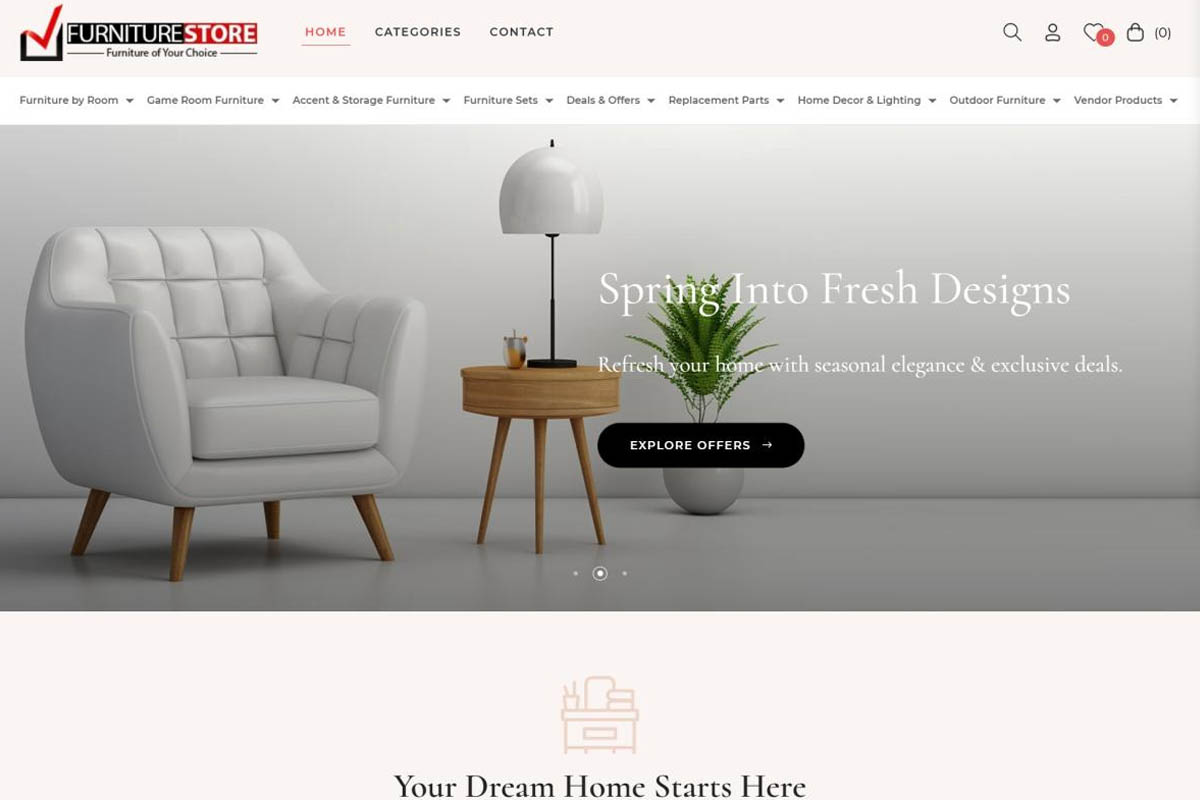 FURNITURESTORE
Furniture of Your Choice
HOME CATEGORIES CONTACT
0
(0)
Furniture by Room Game Room Furniture Accent & Storage Furniture Furniture Sets Deals & Offers Replacement Parts Home Decor & Lighting Outdoor Furniture Vendor Products
Spring Into Fresh Designs
Refresh your home with seasonal elegance & exclusive deals.
EXPLORE OFFERS →
Your Dream Home Starts Here